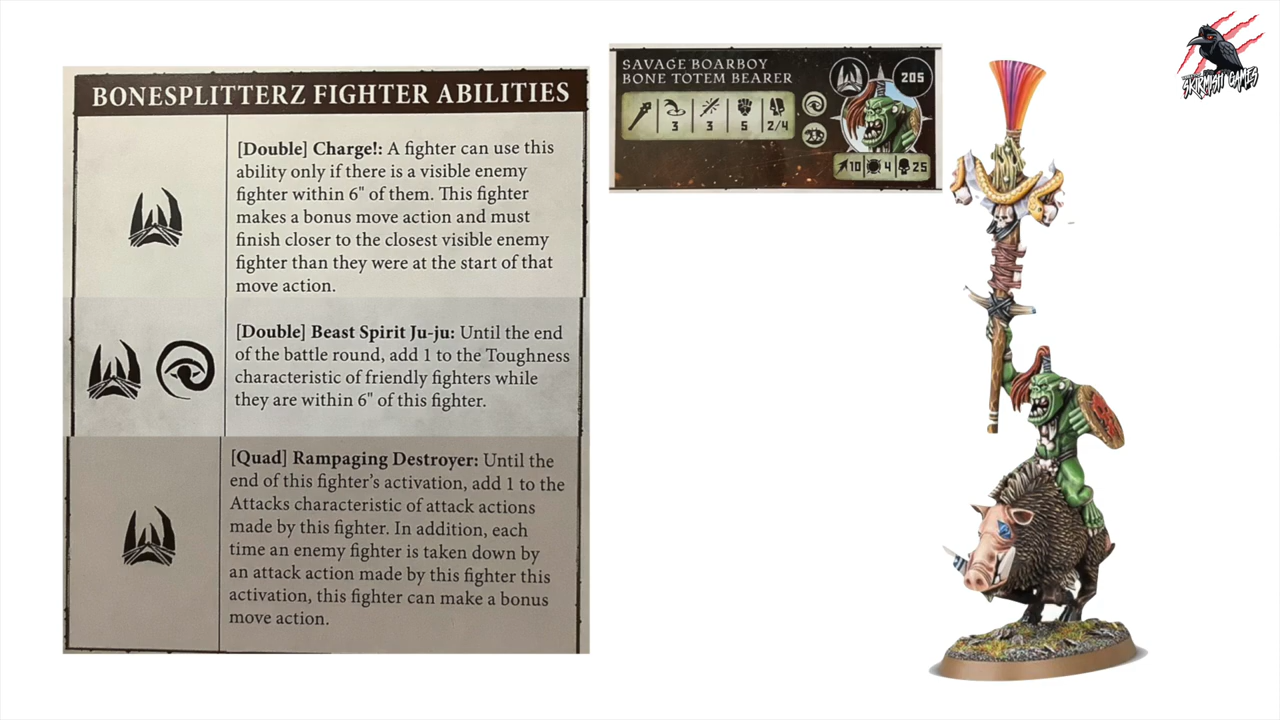 BONESPLITTERZ FIGHTER ABILITIES
[Double] Charge!: A fighter can use this
ability only if there is a visible enemy
fighter within 6" of them. This fighter
makes a bonus move action and must
finish closer to the closest visible enemy
fighter than they were at the start of that
move action.
[Double] Beast Spirit Ju-ju: Until the end
of the battle round, add 1 to the Toughness
characteristic of friendly fighters while
they are within 6" of this fighter.
[Quad] Rampaging Destroyer: Until the
end of this fighter's activation, add 1 to the
Attacks characteristic of attack actions
made by this fighter. In addition, each
time an enemy fighter is taken down by
an attack action made by this fighter this
activation, this fighter can make a bonus
move action.
SAVAGE BOARBOY
BONE TOTEM BEARER
205
3 3 5 2/4
10 4 25
SKIRMISH GAMES